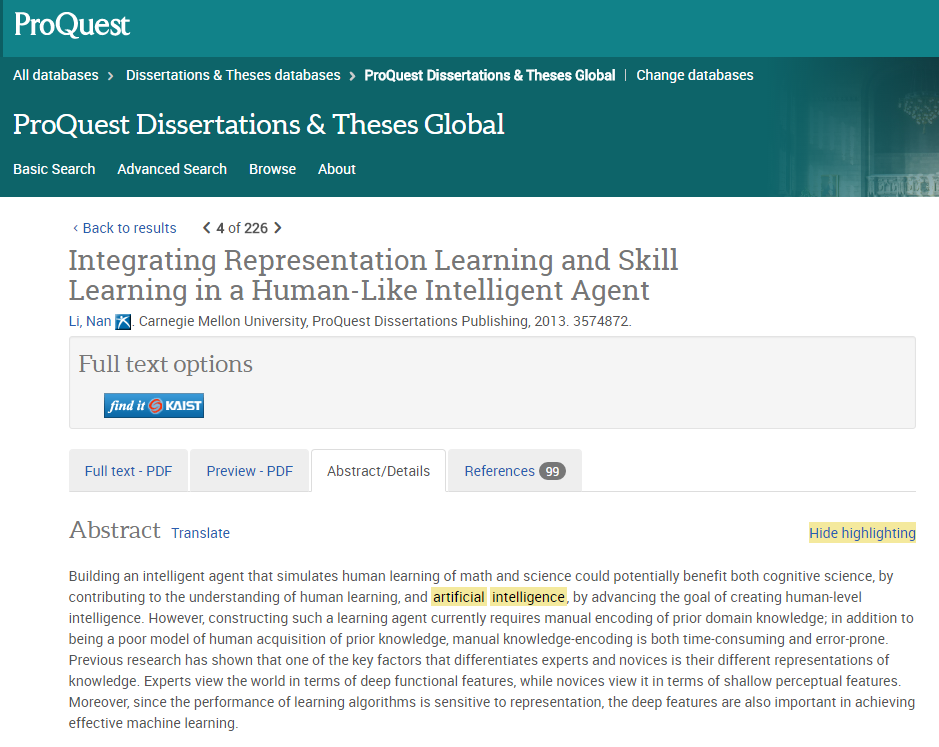 ProQuest
All databases > Dissertations & Theses databases > ProQuest Dissertations & Theses Global | Change databases
ProQuest Dissertations & Theses Global
Basic Search Advanced Search Browse About
‹ Back to results < 4 of 226 >
Integrating Representation Learning and Skill
Learning in a Human-Like Intelligent Agent
Li, Nan. Carnegie Mellon University, ProQuest Dissertations Publishing, 2013. 3574872.
Full text options
find it KAIST
Full text - PDF Preview - PDF Abstract/Details References 99
Abstract Translate Hide highlighting
Building an intelligent agent that simulates human learning of math and science could potentially benefit both cognitive science, by
contributing to the understanding of human learning, and artificial intelligence, by advancing the goal of creating human-level
intelligence. However, constructing such a learning agent currently requires manual encoding of prior domain knowledge; in addition to
being a poor model of human acquisition of prior knowledge, manual knowledge-encoding is both time-consuming and error-prone.
Previous research has shown that one of the key factors that differentiates experts and novices is their different representations of
knowledge. Experts view the world in terms of deep functional features, while novices view it in terms of shallow perceptual features.
Moreover, since the performance of learning algorithms is sensitive to representation, the deep features are also important in achieving
effective machine learning.